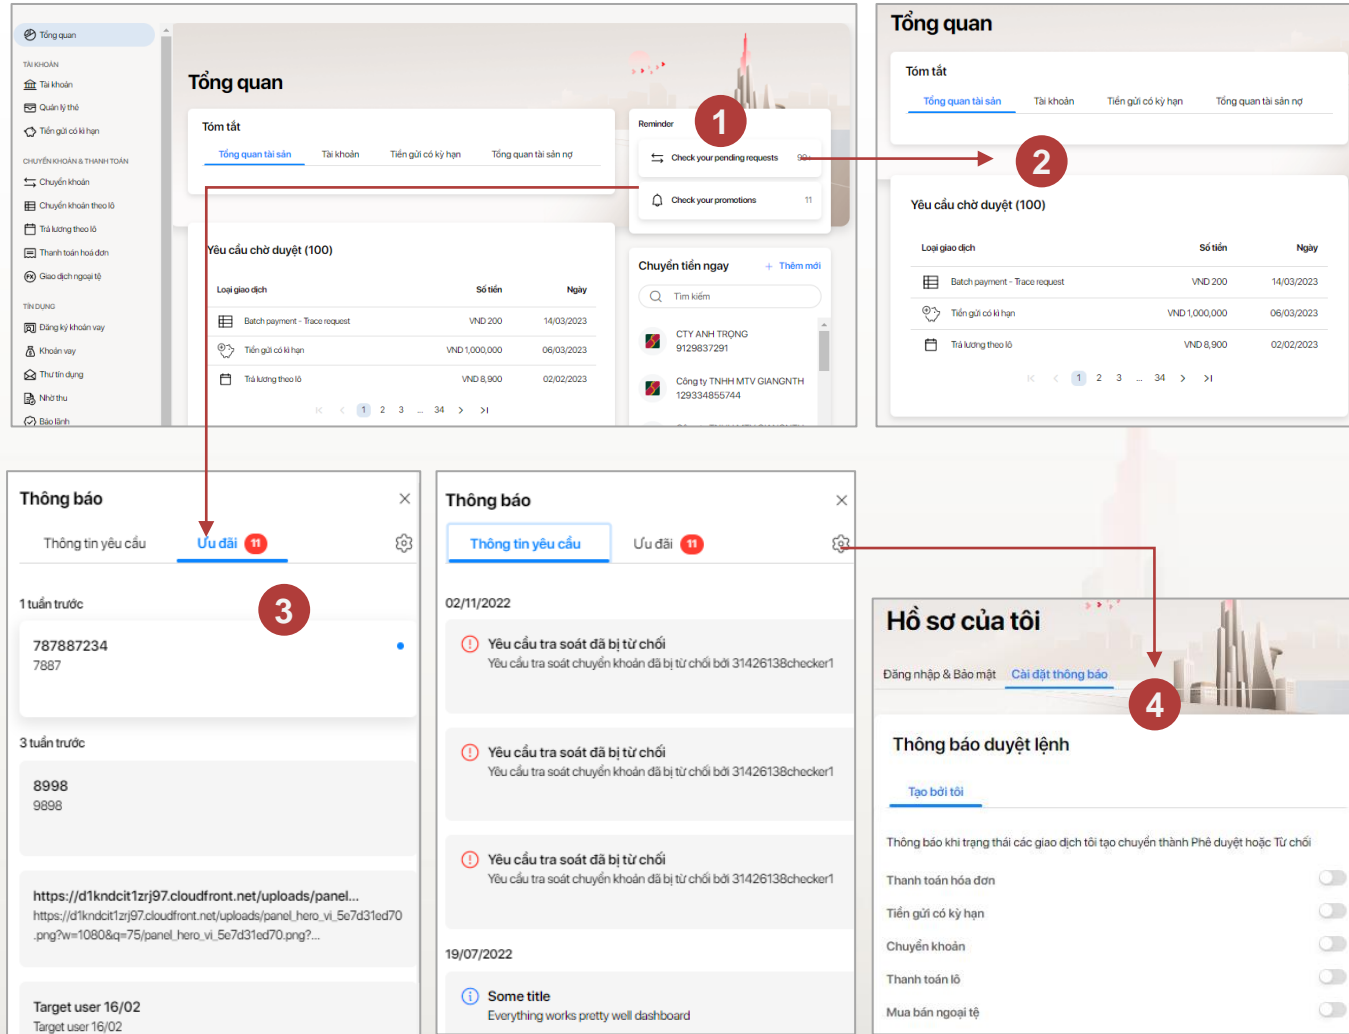 Tổng quan
TÀI KHOẢN
Tài khoản
Quản lý thẻ
Tiền gửi có kì hạn
CHUYỂN KHOẢN & THANH TOÁN
Chuyển khoản
Chuyển khoản theo lô
Trả lương theo lô
Thanh toán hoá đơn
Giao dịch ngoại tệ
TÍN DỤNG
Đăng ký khoản vay
Khoản vay
Thư tín dụng
Nhờ thu
Bảo lãnh
Tổng quan
Tóm tắt
Tổng quan tài sản Tài khoản Tiền gửi có kỳ hạn Tổng quan tài sản nợ
Yêu cầu chờ duyệt (100)
Loại giao dịch Số tiền Ngày
Batch payment - Trace request VND 200 14/03/2023
Tiền gửi có kì hạn VND 1,000,000 06/03/2023
Trả lương theo lô VND 8,900 02/02/2023
1 2 3 ... 34
Reminder
1
Check your pending requests 99+
Check your promotions 11
Chuyển tiền ngay + Thêm mới
Tìm kiếm
CTY ANH TRỌNG
9129837291
Công ty TNHH MTV GIANGNTH
129334855744
Tổng quan
Tóm tắt
Tổng quan tài sản Tài khoản Tiền gửi có kỳ hạn Tổng quan tài sản nợ
2
Yêu cầu chờ duyệt (100)
Loại giao dịch Số tiền Ngày
Batch payment - Trace request VND 200 14/03/2023
Tiền gửi có kì hạn VND 1,000,000 06/03/2023
Trả lương theo lô VND 8,900 02/02/2023
1 2 3 ... 34
Thông báo
Thông tin yêu cầu Ưu đãi 11
1 tuần trước
3
787887234
7887
3 tuần trước
8998
9898
https://d1kndcit1zrj97.cloudfront.net/uploads/panel...
https://d1kndcit1zrj97.cloudfront.net/uploads/panel_hero_vi_5e7d31ed70
.png?w=1080&q=75/panel_hero_vi_5e7d31ed70.png?...
Target user 16/02
Target user 16/02
Thông báo
Thông tin yêu cầu Ưu đãi 11
02/11/2022
Yêu cầu tra soát đã bị từ chối
Yêu cầu tra soát chuyển khoản đã bị từ chối bởi 31426138checker1
Yêu cầu tra soát đã bị từ chối
Yêu cầu tra soát chuyển khoản đã bị từ chối bởi 31426138checker1
Yêu cầu tra soát đã bị từ chối
Yêu cầu tra soát chuyển khoản đã bị từ chối bởi 31426138checker1
19/07/2022
Some title
Everything works pretty well dashboard
Hồ sơ của tôi
Đăng nhập & Bảo mật Cài đặt thông báo
4
Thông báo duyệt lệnh
Tạo bởi tôi
Thông báo khi trạng thái các giao dịch tôi tạo chuyển thành Phê duyệt hoặc Từ chối
Thanh toán hóa đơn
Tiền gửi có kỳ hạn
Chuyển khoản
Thanh toán lô
Mua bán ngoại tệ